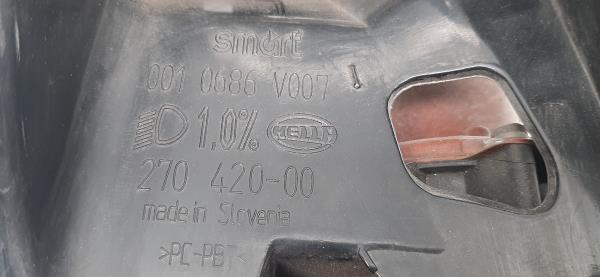 smart
001 0686 V007
1.0% HELLA
270 420-00
made in Slovenia
>PC-PBT<